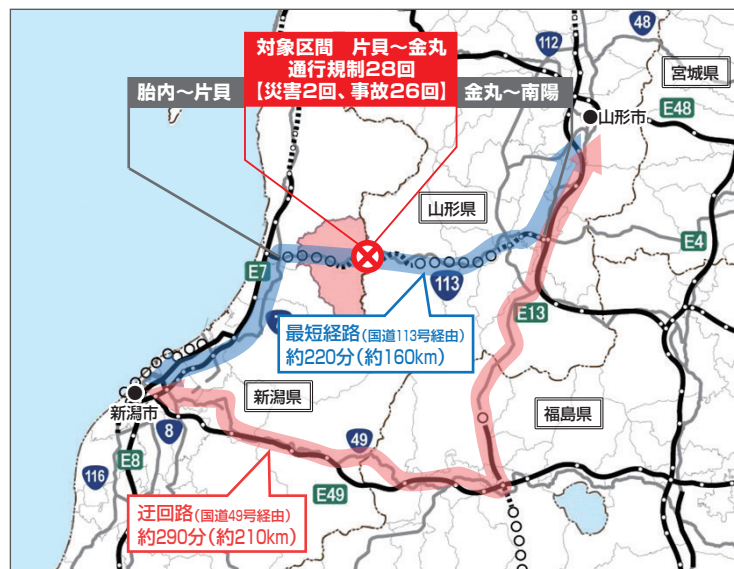 対象区間 片貝～金丸
通行規制28回
【災害2回、事故26回】
胎内～片貝
金丸～南陽
112
48
宮城県
山形市
E48
山形県
E4
E7
113
E13
最短経路(国道113号経由)
約220分(約160km)
7
新潟県
新潟市
福島県
8
49
E8
116
E49
迂回路(国道49号経由)
約290分(約210km)